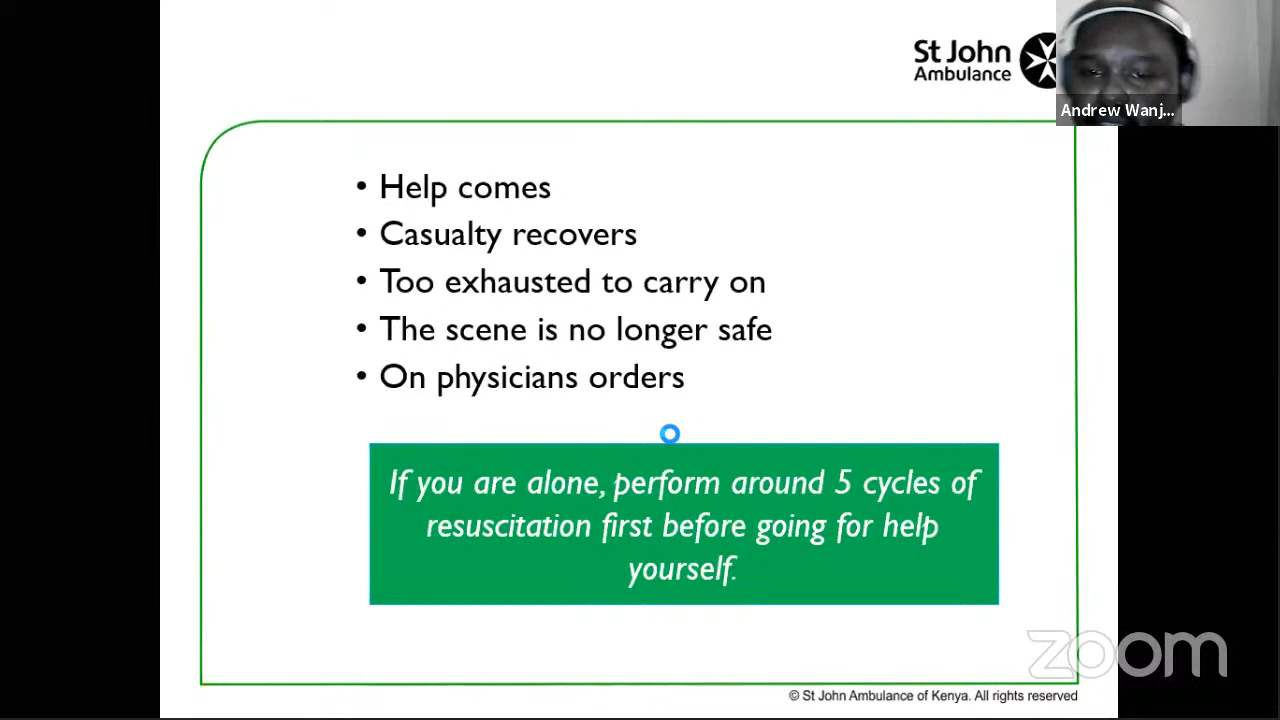 St John
Ambulance
Andrew Wanj...
• Help comes
• Casualty recovers
• Too exhausted to carry on
• The scene is no longer safe
• On physicians orders
If you are alone, perform around 5 cycles of
resuscitation first before going for help
yourself.
zoom
© St John Ambulance of Kenya. All rights reserved